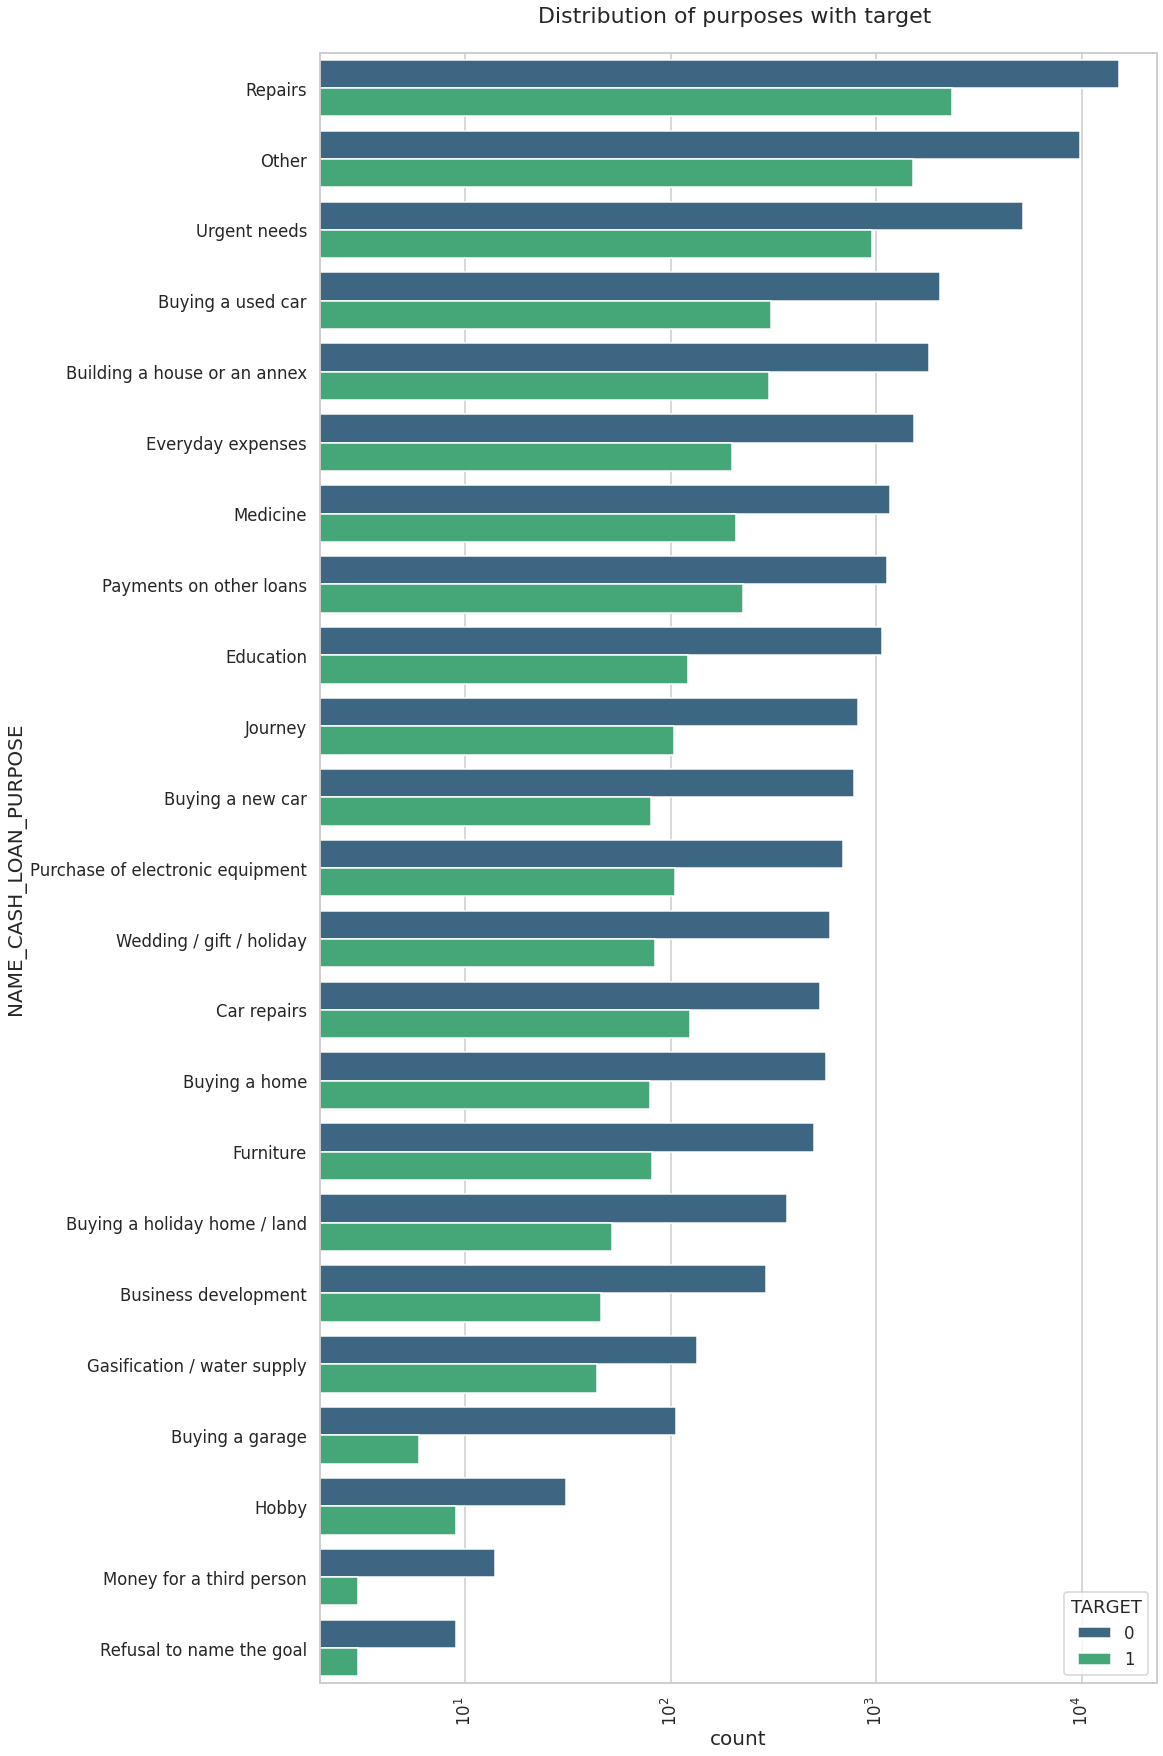 Distribution of purposes with target
NAME_CASH_LOAN_PURPOSE
Repairs
Other
Urgent needs
Buying a used car
Building a house or an annex
Everyday expenses
Medicine
Payments on other loans
Education
Journey
Buying a new car
Purchase of electronic equipment
Wedding / gift / holiday
Car repairs
Buying a home
Furniture
Buying a holiday home / land
Business development
Gasification / water supply
Buying a garage
Hobby
Money for a third person
Refusal to name the goal
TARGET
0
1
10¹
10²
10³
10⁴
count